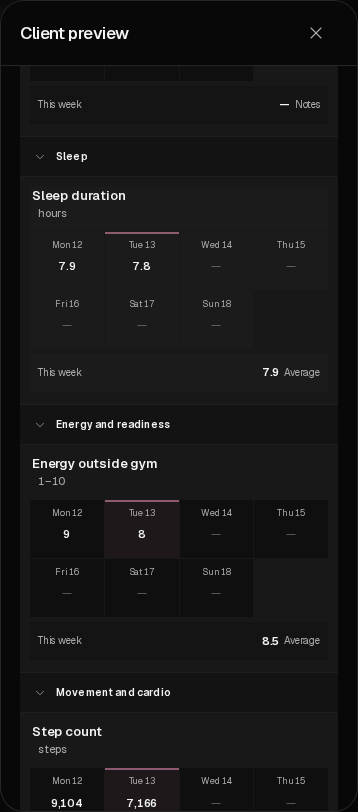 Client preview
This week — Notes
Sleep
Sleep duration
hours
Mon 12 Tue 13 Wed 14 Thu 15
7.9 7.8 — —
Fri 16 Sat 17 Sun 18
— — —
This week 7.9 Average
Energy and readiness
Energy outside gym
1–10
Mon 12 Tue 13 Wed 14 Thu 15
9 8 — —
Fri 16 Sat 17 Sun 18
— — —
This week 8.5 Average
Movement and cardio
Step count
steps
Mon 12 Tue 13 Wed 14 Thu 15
9,104 7,166 — —